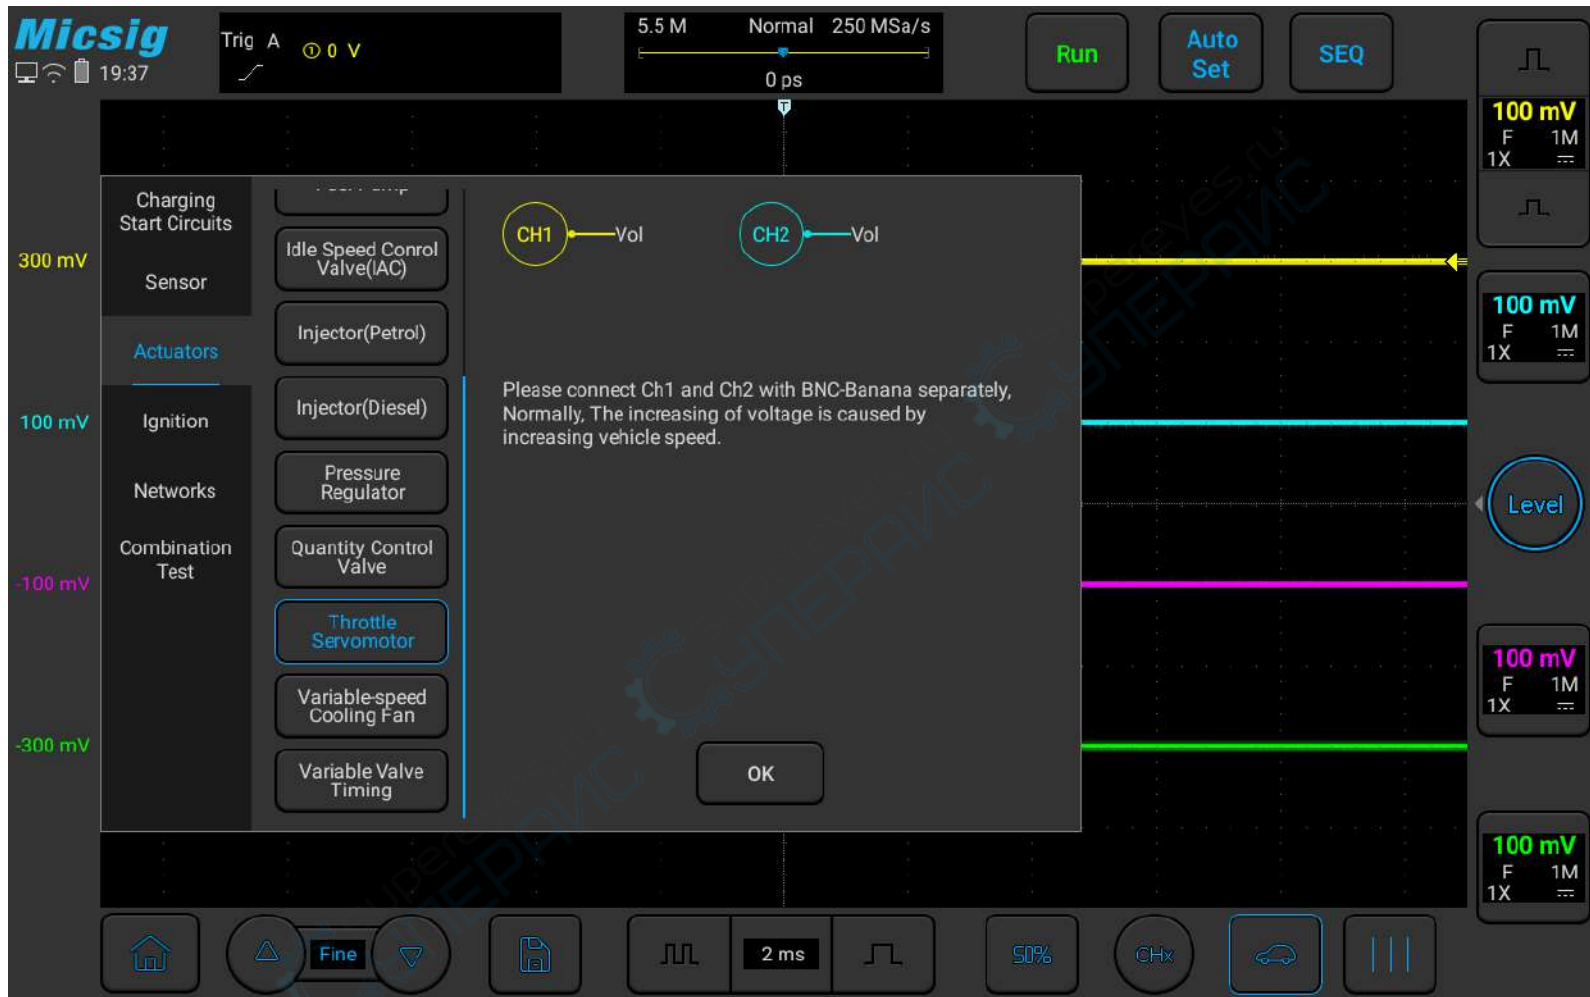 Micsig
19:37
Trig A
① 0 V
5.5 M Normal 250 MSa/s
0 ps
Run
Auto
Set
SEQ
T
100 mV
F 1M
1X
300 mV
100 mV
-100 mV
-300 mV
Charging
Start Circuits
Sensor
Actuators
Ignition
Networks
Combination
Test
Idle Speed Conrol
Valve(IAC)
Injector(Petrol)
Injector(Diesel)
Pressure
Regulator
Quantity Control
Valve
Throttle
Servomotor
Variable-speed
Cooling Fan
Variable Valve
Timing
CH1 Vol
CH2 Vol
Please connect Ch1 and Ch2 with BNC-Banana separately,
Normally, The increasing of voltage is caused by
increasing vehicle speed.
OK
100 mV
F 1M
1X
Level
100 mV
F 1M
1X
100 mV
F 1M
1X
Fine
2 ms
50%
CHx
supereyes.ru
СУПЕРАЙС